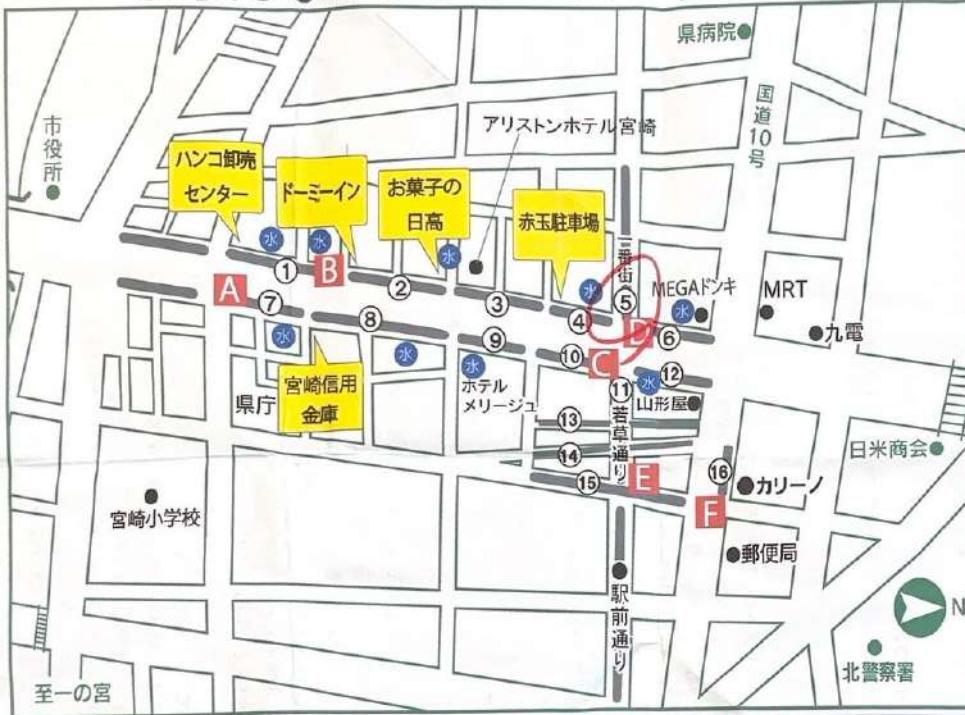 県病院
国道10号
アリストンホテル宮崎
市役所
ハンコ卸売
センター
ドーミーイン
お菓子の
日高
赤玉駐車場
一番街
水
水
水
水
水
MEGAドンキ
MRT
九電
A
B
①
②
③
④
⑤
D
⑥
⑦
⑧
⑨
⑩
C
⑪
⑫
水
水
水
水
県庁
宮崎信用
金庫
ホテル
メリージュ
山形屋
若草通り
⑬
⑭
⑮
⑯
E
F
カリーノ
日米商会
宮崎小学校
郵便局
駅前通り
N
北警察署
至一の宮